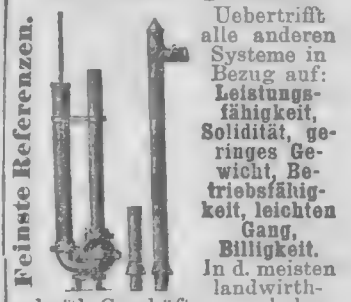 Feinste Referenzen.
Uebertrifft
alle anderen
Systeme in
Bezug auf:
Leistungs-
fähigkeit,
Solidität, ge-
ringes Ge-
wicht, Be-
triebsfähig-
keit, leichten
Gang,
Billigkeit.
In d. meisten
landwirth-